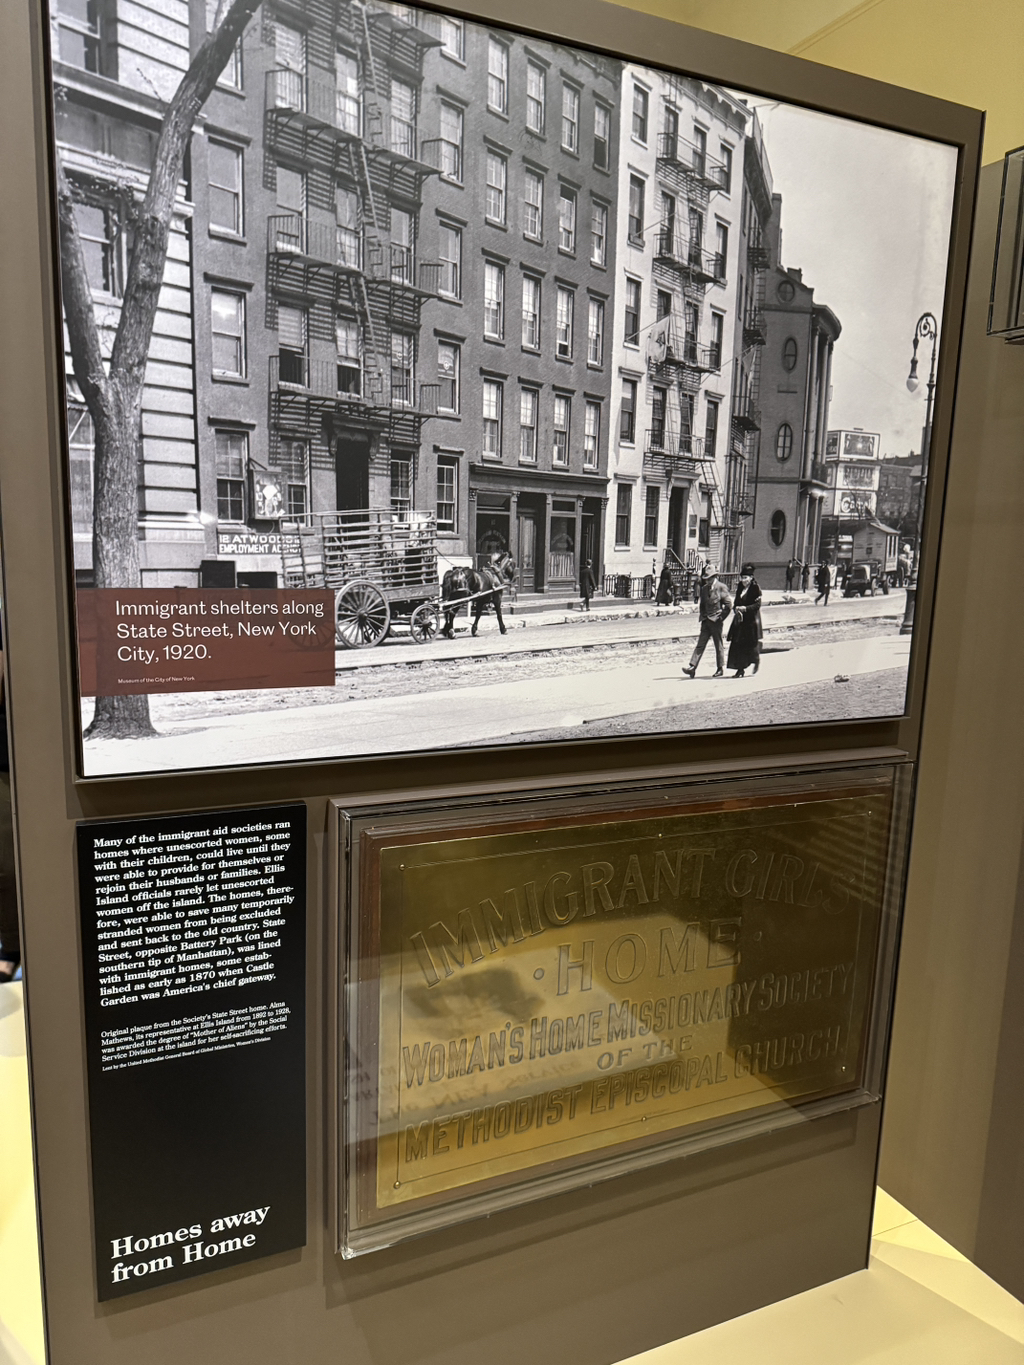 12 ATWOODS
EMPLOYMENT AGENCY
Immigrant shelters along
State Street, New York
City, 1920.
Museum of the City of New York
Many of the immigrant aid societies ran
homes where unescorted women, some
with their children, could live until they
were able to provide for themselves or
rejoin their husbands or families. Ellis
Island officials rarely let unescorted
women off the island. The homes, there-
fore, were able to save many temporarily
stranded women from being excluded
and sent back to the old country. State
Street, opposite Battery Park (on the
southern tip of Manhattan), was lined
with immigrant homes, some estab-
lished as early as 1870 when Castle
Garden was America's chief gateway.
Original plaque from the Society's State Street home. Alma
Mathews, its representative at Ellis Island from 1892 to 1928,
was awarded the degree of "Mother of Aliens" by the Social
Service Division at the island for her self-sacrificing efforts.
Lent by the United Methodist General Board of Global Ministries, Women's Division
Homes away
from Home
IMMIGRANT GIRLS
· HOME ·
WOMAN'S HOME MISSIONARY SOCIETY
OF THE
METHODIST EPISCOPAL CHURCH.